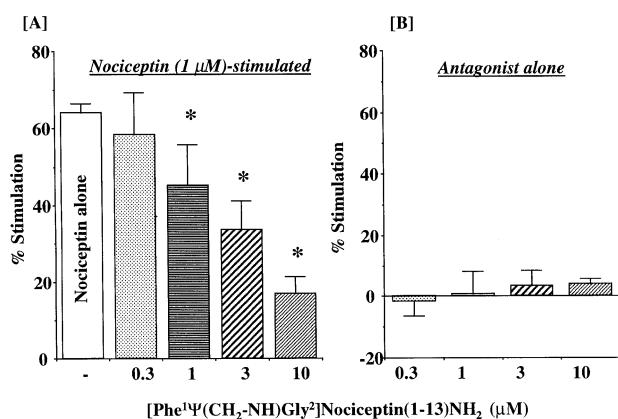 [A] [B]
80
60
40
20
0
% Stimulation
Nociceptin (1 μM)-stimulated
Nociceptin alone
*
*
*
- 0.3 1 3 10
80
60
40
20
0
-20
% Stimulation
Antagonist alone
0.3 1 3 10
[Phe¹Ψ(CH₂-NH)Gly²]Nociceptin(1-13)NH₂ (μM)